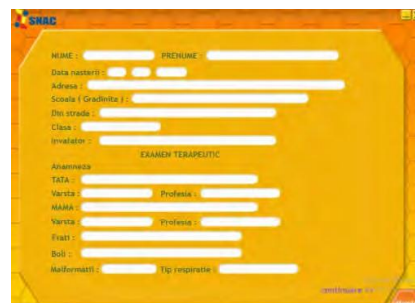 SNAC
NUME : PRENUME :
Data nasterii :
Adresa :
Scoala ( Gradinita ) :
Din strada :
Clasa :
Invatator :
EXAMEN TERAPEUTIC
Anamneza
TATA :
Varsta : Profesia :
MAMA :
Varsta : Profesia :
Frati :
Boli :
Malformatii : Tip respiratie :
continuare >>